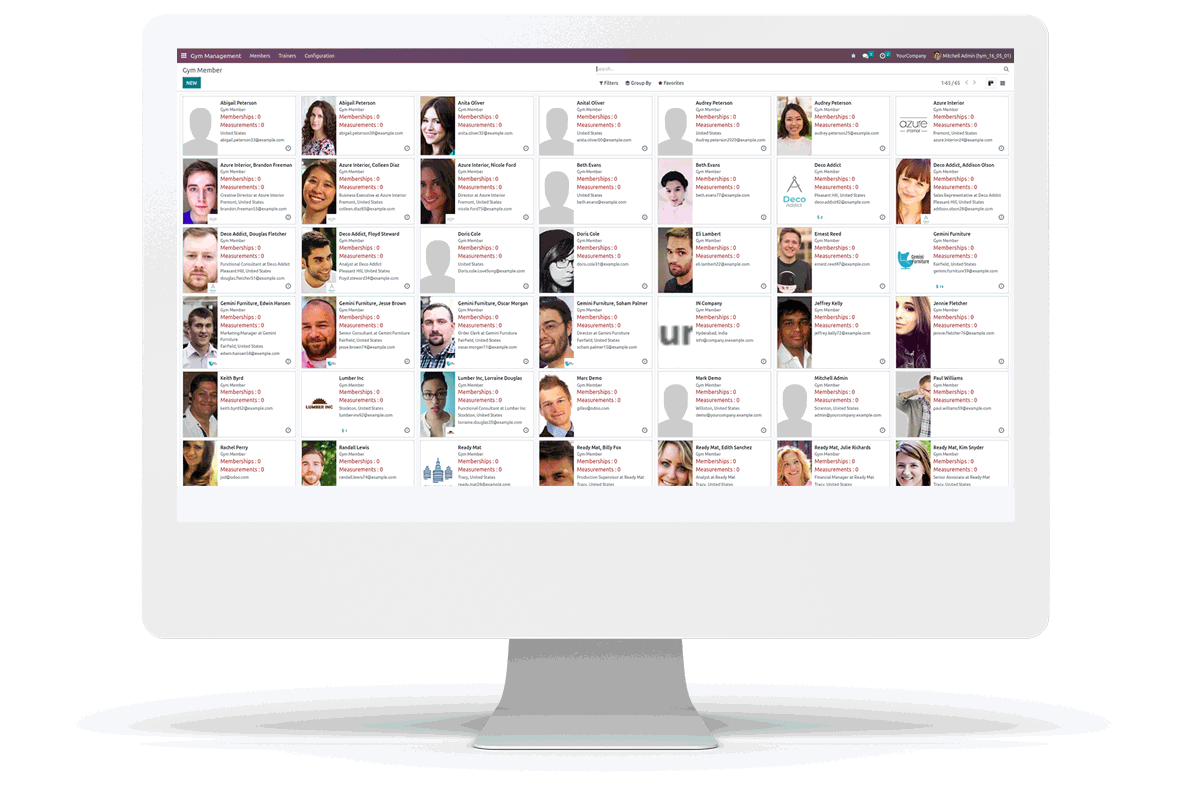 Gym Management Members Trainers Configuration YourCompany Mitchell Admin (hym_16_05_01)
Gym Member
Search...
NEW
Filters Group By Favorites
1-65 / 65
Abigail Peterson
Gym Member
Memberships : 0
Measurements : 0
United States
abigail.peterson33@example.com
Abigail Peterson
Gym Member
Memberships : 0
Measurements : 0
abigail.peterson39@example.com
Anita Oliver
Gym Member
Memberships : 0
Measurements : 0
anita.oliver32@example.com
Anital Oliver
Gym Member
Memberships : 0
Measurements : 0
United States
anita.oliver00@example.com
Audrey Peterson
Gym Member
Memberships : 0
Measurements : 0
United States
Audrey.peterson2020@example.com
Audrey Peterson
Gym Member
Memberships : 0
Measurements : 0
audrey.peterson25@example.com
azure
interior
Azure Interior
Gym Member
Memberships : 0
Measurements : 0
Fremont, United States
azure.Interior24@example.com
Azure Interior, Brandon Freeman
Gym Member
Memberships : 0
Measurements : 0
Creative Director at Azure Interior
Fremont, United States
brandon.freeman55@example.com
Azure Interior, Colleen Diaz
Gym Member
Memberships : 0
Measurements : 0
Business Executive at Azure Interior
Fremont, United States
colleen.diaz83@example.com
Azure Interior, Nicole Ford
Gym Member
Memberships : 0
Measurements : 0
Director at Azure Interior
Fremont, United States
nicole.ford75@example.com
Beth Evans
Gym Member
Memberships : 0
Measurements : 0
United States
beth.evans@example.com
Beth Evans
Gym Member
Memberships : 0
Measurements : 0
beth.evans77@example.com
Deco
Addict
Deco Addict
Gym Member
Memberships : 0
Measurements : 0
Pleasant Hill, United States
deco.addict82@example.com
Deco Addict, Addison Olson
Gym Member
Memberships : 0
Measurements : 0
Sales Representative at Deco Addict
Pleasant Hill, United States
addison.olson28@example.com
Deco Addict, Douglas Fletcher
Gym Member
Memberships : 0
Measurements : 0
Functional Consultant at Deco Addict
Pleasant Hill, United States
douglas.fletcher51@example.com
Deco Addict, Floyd Steward
Gym Member
Memberships : 0
Measurements : 0
Analyst at Deco Addict
Pleasant Hill, United States
floyd.steward34@example.com
Doris Cole
Gym Member
Memberships : 0
Measurements : 0
United States
Doris.cole.LoveSong@example.com
Doris Cole
Gym Member
Memberships : 0
Measurements : 0
doris.cole31@example.com
Eli Lambert
Gym Member
Memberships : 0
Measurements : 0
eli.lambert22@example.com
Ernest Reed
Gym Member
Memberships : 0
Measurements : 0
ernest.reed47@example.com
Gemini
Furniture
Gemini Furniture
Gym Member
Memberships : 0
Measurements : 0
Fairfield, United States
gemini.furniture39@example.com
Gemini Furniture, Edwin Hansen
Gym Member
Memberships : 0
Measurements : 0
Marketing Manager at Gemini
Furniture
Fairfield, United States
edwin.hansen58@example.com
Gemini Furniture, Jesse Brown
Gym Member
Memberships : 0
Measurements : 0
Senior Consultant at Gemini Furniture
Fairfield, United States
jesse.brown74@example.com
Gemini Furniture, Oscar Morgan
Gym Member
Memberships : 0
Measurements : 0
Order Clerk at Gemini Furniture
Fairfield, United States
oscar.morgan11@example.com
Gemini Furniture, Soham Palmer
Gym Member
Memberships : 0
Measurements : 0
Director at Gemini Furniture
Fairfield, United States
soham.palmer15@example.com
ur
IN Company
Gym Member
Memberships : 0
Measurements : 0
Hyderabad, India
info@company.inexample.com
Jeffrey Kelly
Gym Member
Memberships : 0
Measurements : 0
jeffrey.kelly72@example.com
Jennie Fletcher
Gym Member
Memberships : 0
Measurements : 0
jennie.fletcher76@example.com
Keith Byrd
Gym Member
Memberships : 0
Measurements : 0
keith.byrd52@example.com
LUMBER INC
Lumber Inc
Gym Member
Memberships : 0
Measurements : 0
Stockton, United States
lumber-inv92@example.com
Lumber Inc, Lorraine Douglas
Gym Member
Memberships : 0
Measurements : 0
Functional Consultant at Lumber Inc
Stockton, United States
lorraine.douglas35@example.com
Marc Demo
Gym Member
Memberships : 0
Measurements : 0
gilles@odoo.com
Mark Demo
Gym Member
Memberships : 0
Measurements : 0
Williston, United States
demo@yourcompany.example.com
Mitchell Admin
Gym Member
Memberships : 0
Measurements : 0
Scranton, United States
admin@yourcompany.example.com
Paul Williams
Gym Member
Memberships : 0
Measurements : 0
paul.williams59@example.com
Rachel Perry
Gym Member
Memberships : 0
Measurements : 0
jod@odoo.com
Randall Lewis
Gym Member
Memberships : 0
Measurements : 0
randall.lewis74@example.com
Ready Mat
Gym Member
Memberships : 0
Measurements : 0
Tracy, United States
ready.mat28@example.com
Ready Mat, Billy Fox
Gym Member
Memberships : 0
Measurements : 0
Production Supervisor at Ready Mat
Tracy, United States
Ready Mat, Edith Sanchez
Gym Member
Memberships : 0
Measurements : 0
Analyst at Ready Mat
Tracy, United States
Ready Mat, Julie Richards
Gym Member
Memberships : 0
Measurements : 0
Financial Manager at Ready Mat
Tracy, United States
Ready Mat, Kim Snyder
Gym Member
Memberships : 0
Measurements : 0
Senior Associate at Ready Mat
Tracy, United States